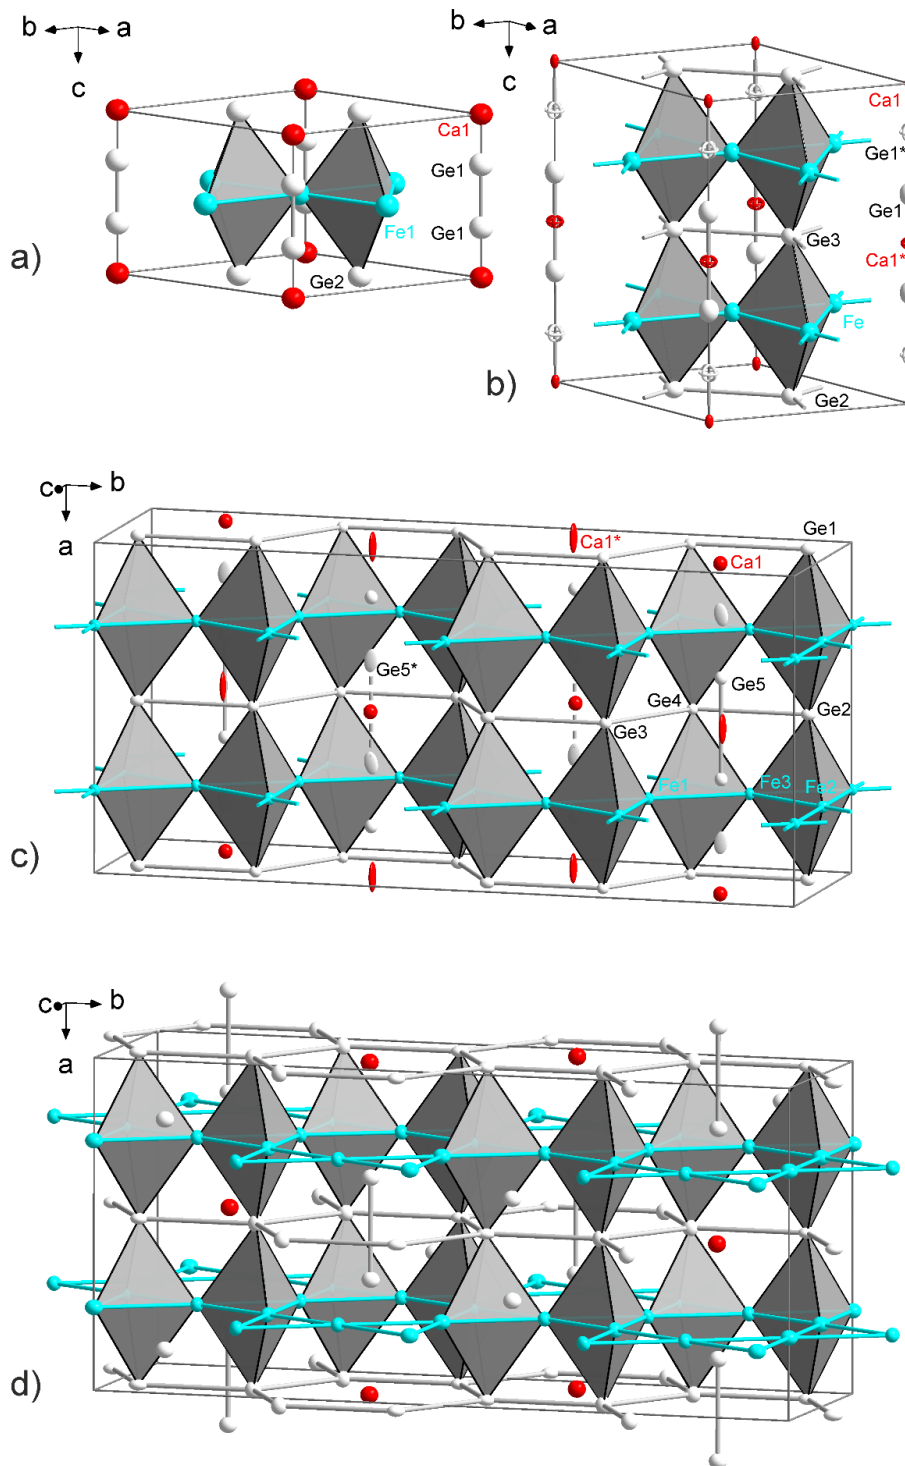 b a
c
Ca1
Ge1
Fe1
Ge1
Ge2
a)
b a
c
Ca1
Ge1*
Ge1
Ge3
Ca1*
Fe
Ge2
b)
c b
a
Ge1
Ca1*
Ca1
Ge5*
Ge5
Ge4
Ge2
Ge3
Fe1
Fe3
Fe2
c)
c b
a
d)